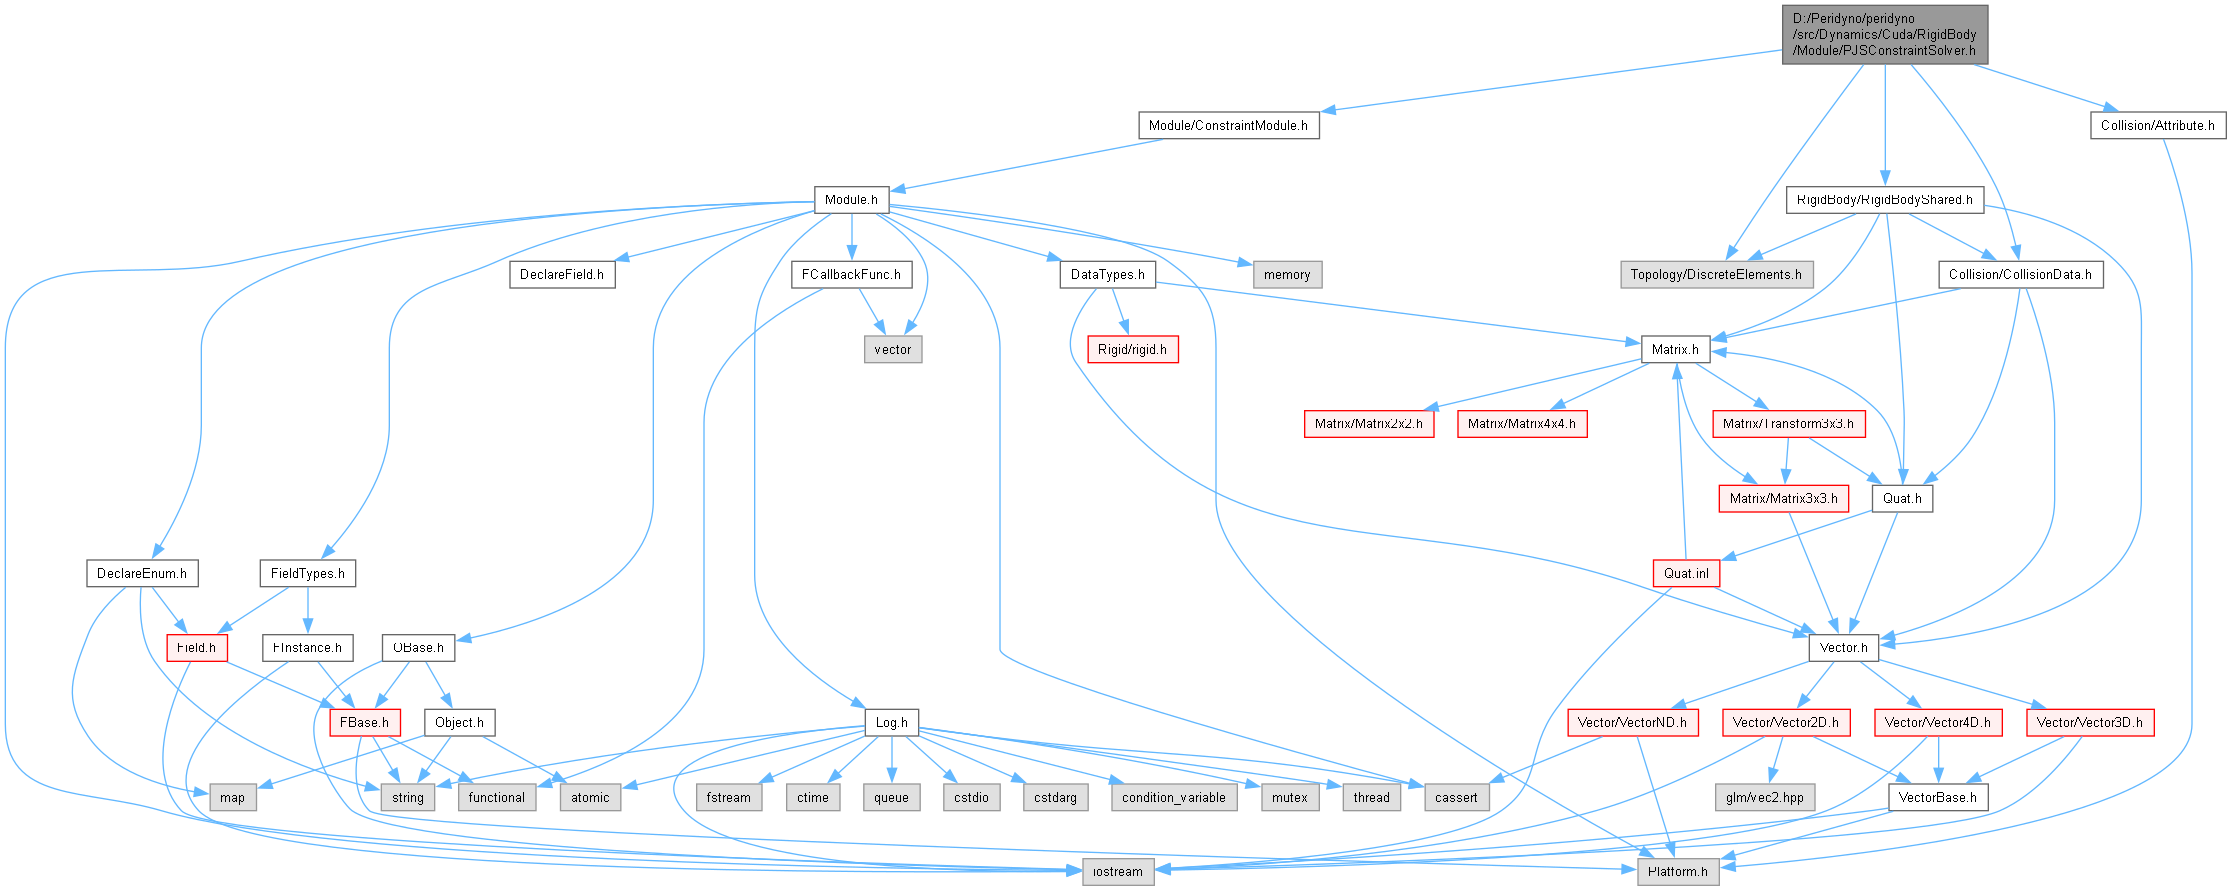 D:/Peridyno/peridyno
/src/Dynamics/Cuda/RigidBody
/Module/PJSConstraintSolver.h
Module/ConstraintModule.h
Collision/Attribute.h
Module.h
RigidBody/RigidBodyShared.h
DeclareField.h
FCallbackFunc.h
DataTypes.h
memory
Topology/DiscreteElements.h
Collision/CollisionData.h
vector
Rigid/rigid.h
Matrix.h
Matrix/Matrix2x2.h
Matrix/Matrix4x4.h
Matrix/Transform3x3.h
Matrix/Matrix3x3.h
Quat.h
DeclareEnum.h
FieldTypes.h
Quat.inl
Field.h
FInstance.h
OBase.h
Vector.h
FBase.h
Object.h
Log.h
Vector/VectorND.h
Vector/Vector2D.h
Vector/Vector4D.h
Vector/Vector3D.h
map
string
functional
atomic
fstream
ctime
queue
cstdio
cstdarg
condition_variable
mutex
thread
cassert
glm/vec2.hpp
VectorBase.h
iostream
Platform.h